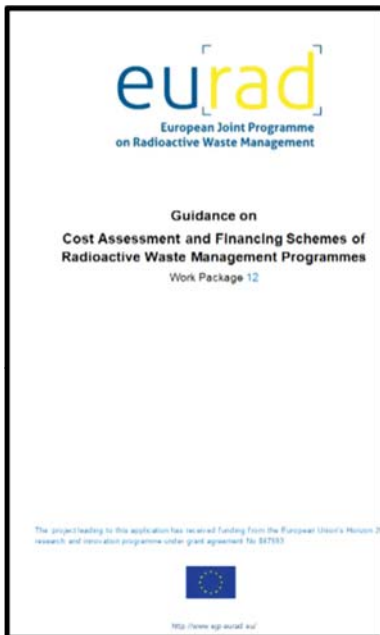 eu[rad]
European Joint Programme
on Radioactive Waste Management
Guidance on
Cost Assessment and Financing Schemes of
Radioactive Waste Management Programmes
Work Package 12
The project leading to this application has received funding from the European Union's Horizon
research and innovation programme under grant agreement No 847593
http://www.ejp-eurad.eu/